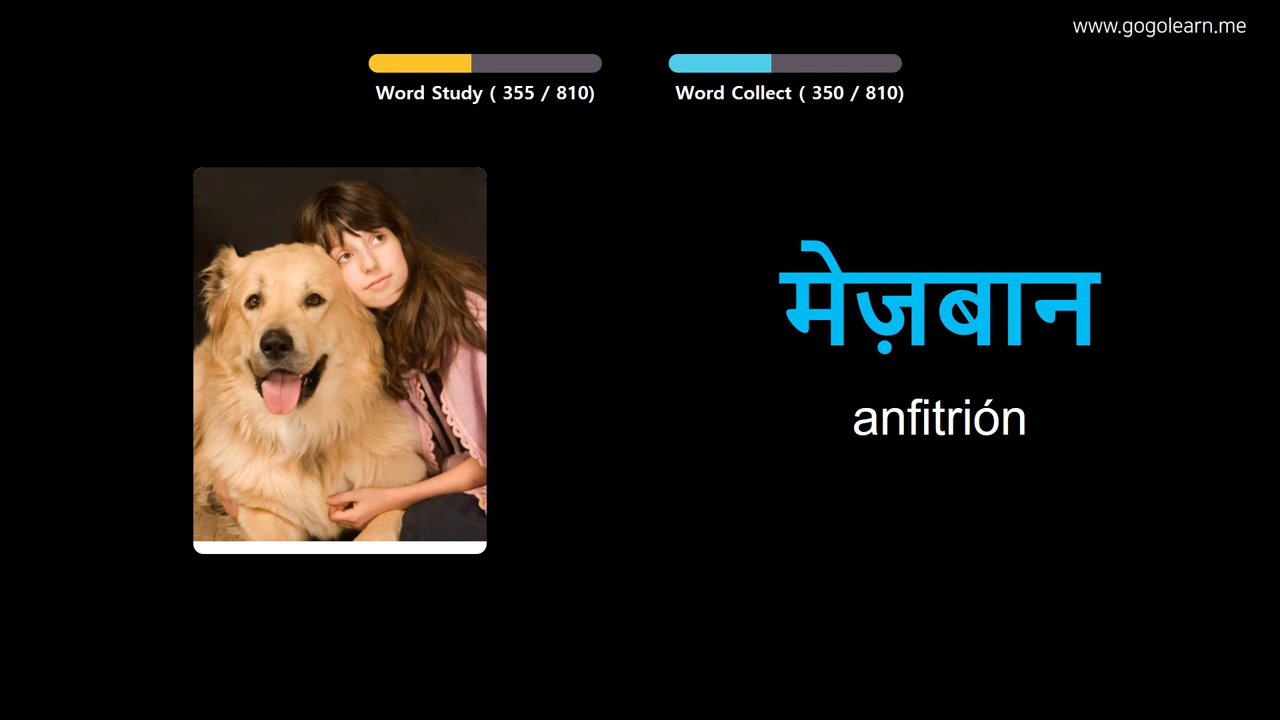 www.gogolearn.me
Word Study ( 355 / 810)
Word Collect ( 350 / 810)
मेज़बान
anfitrión